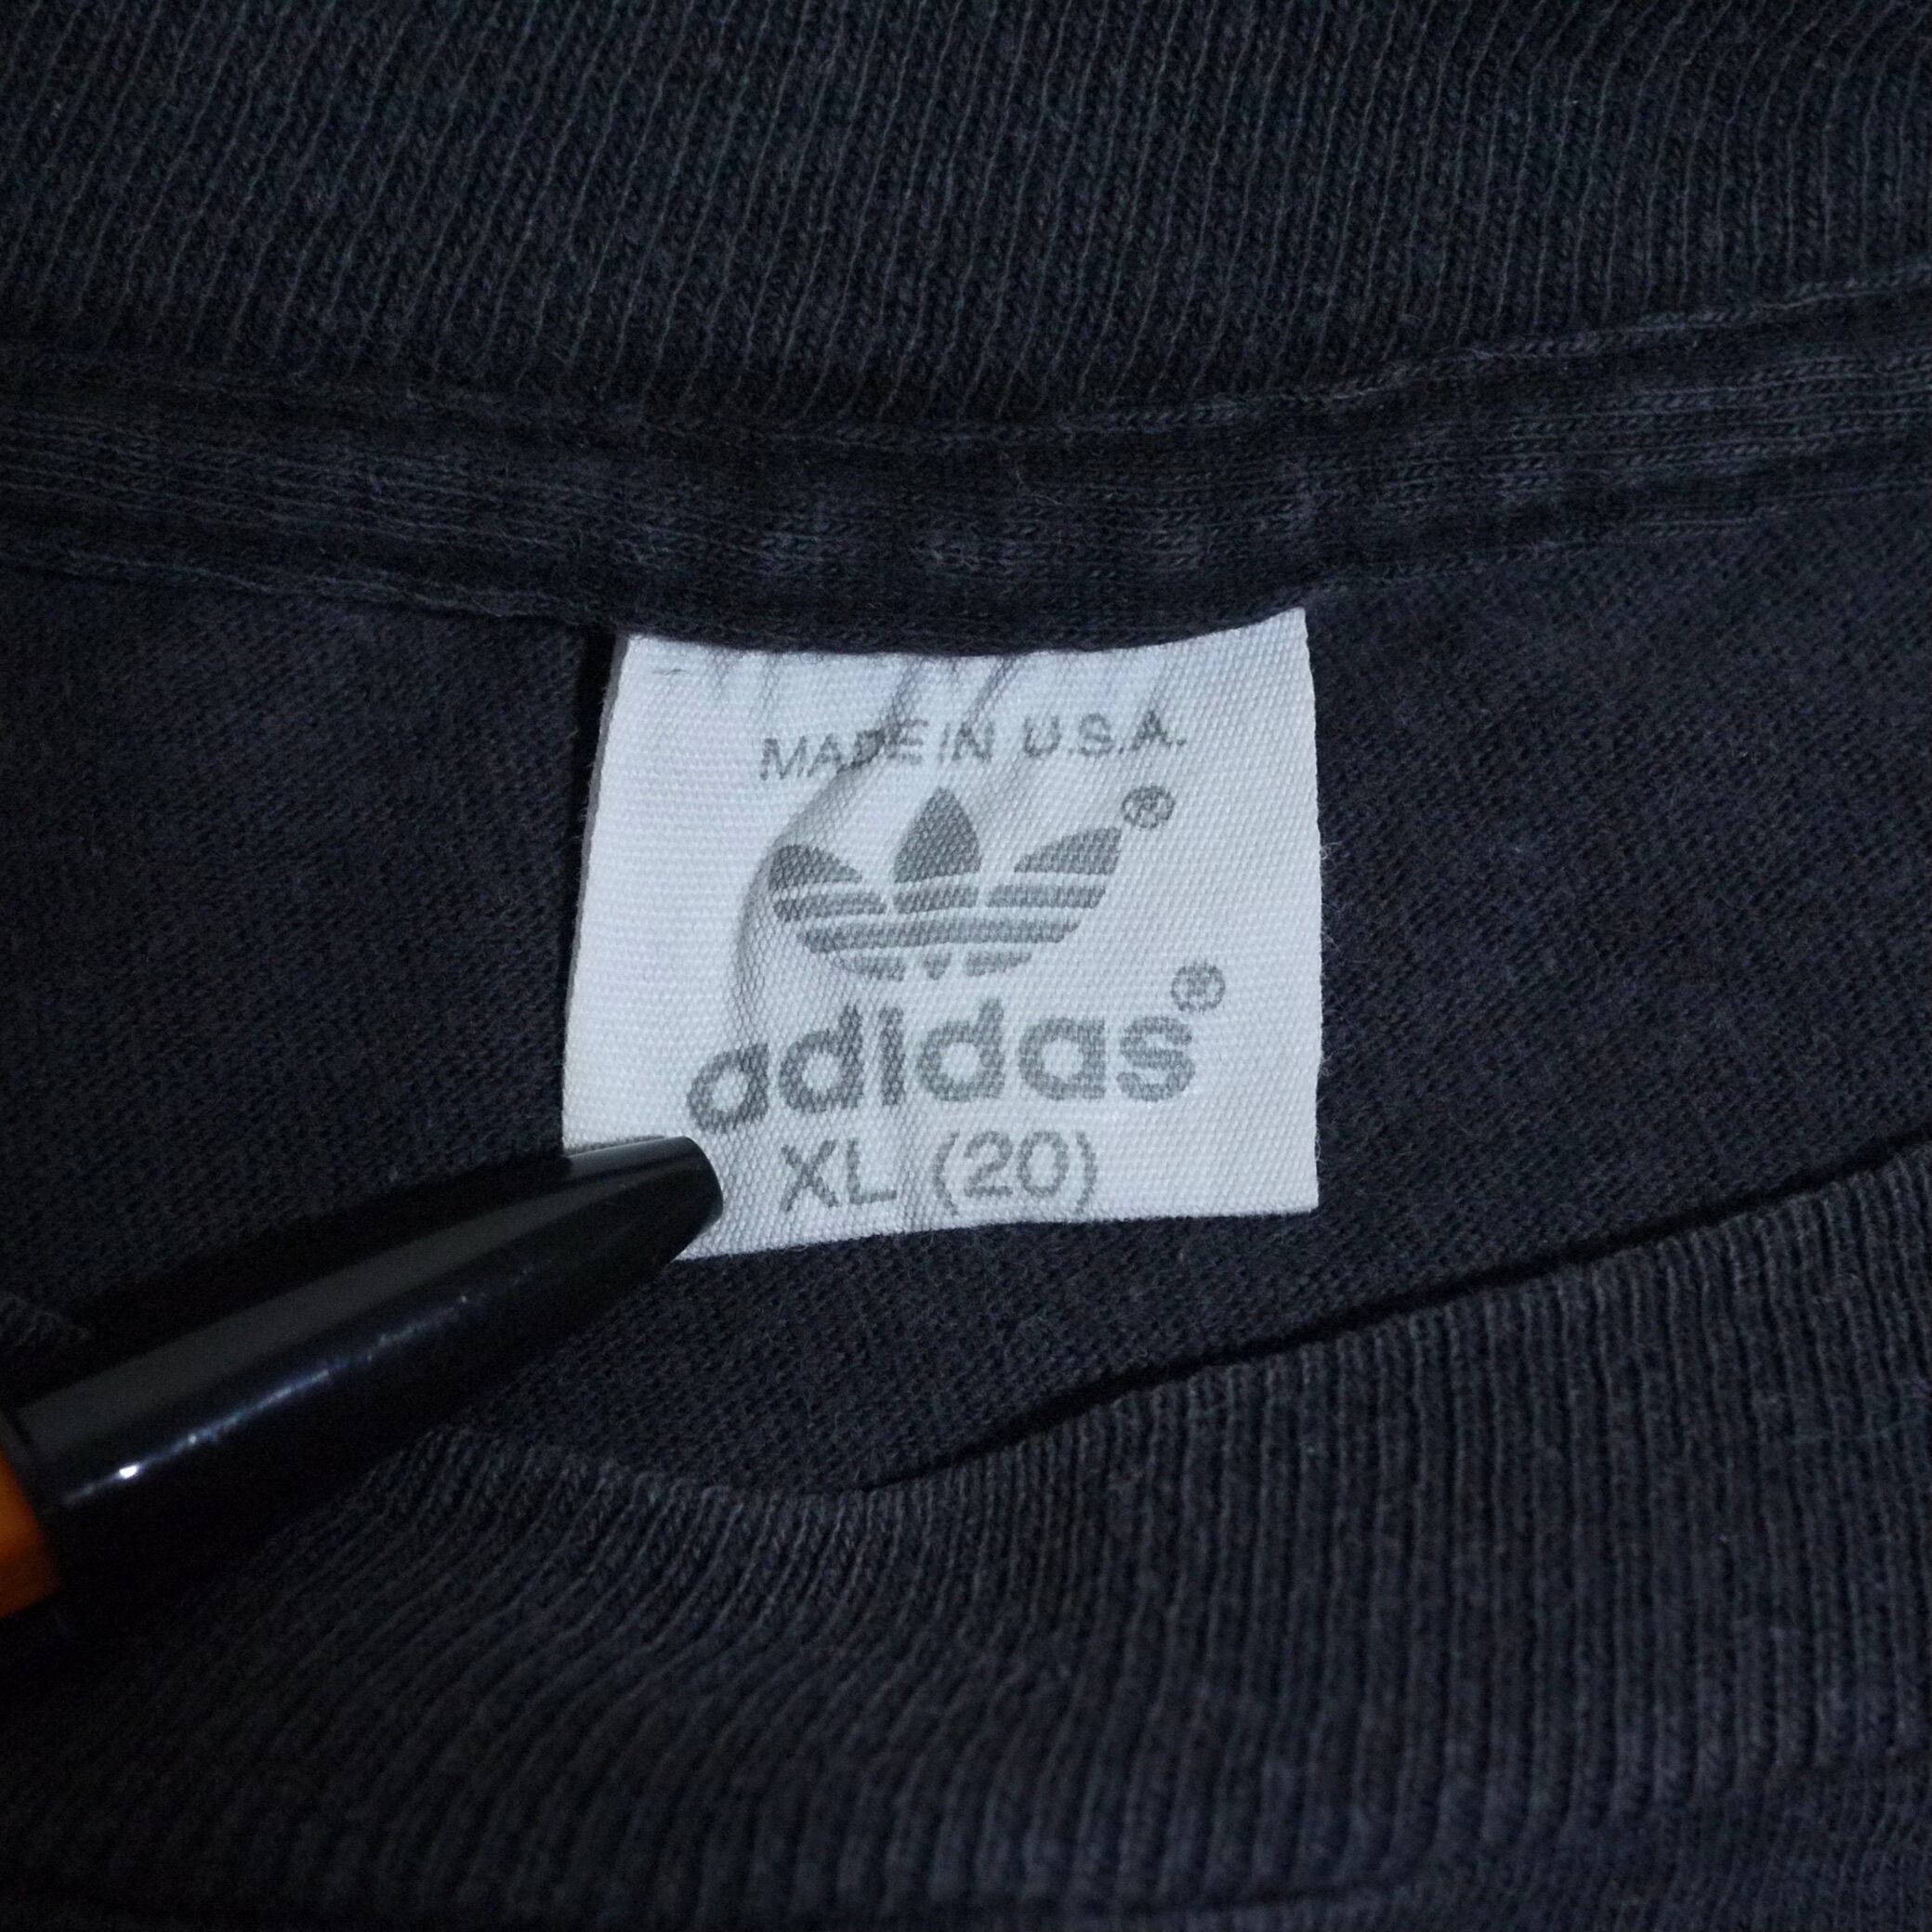 MADE IN U.S.A.
®
adidas®
XL (20)